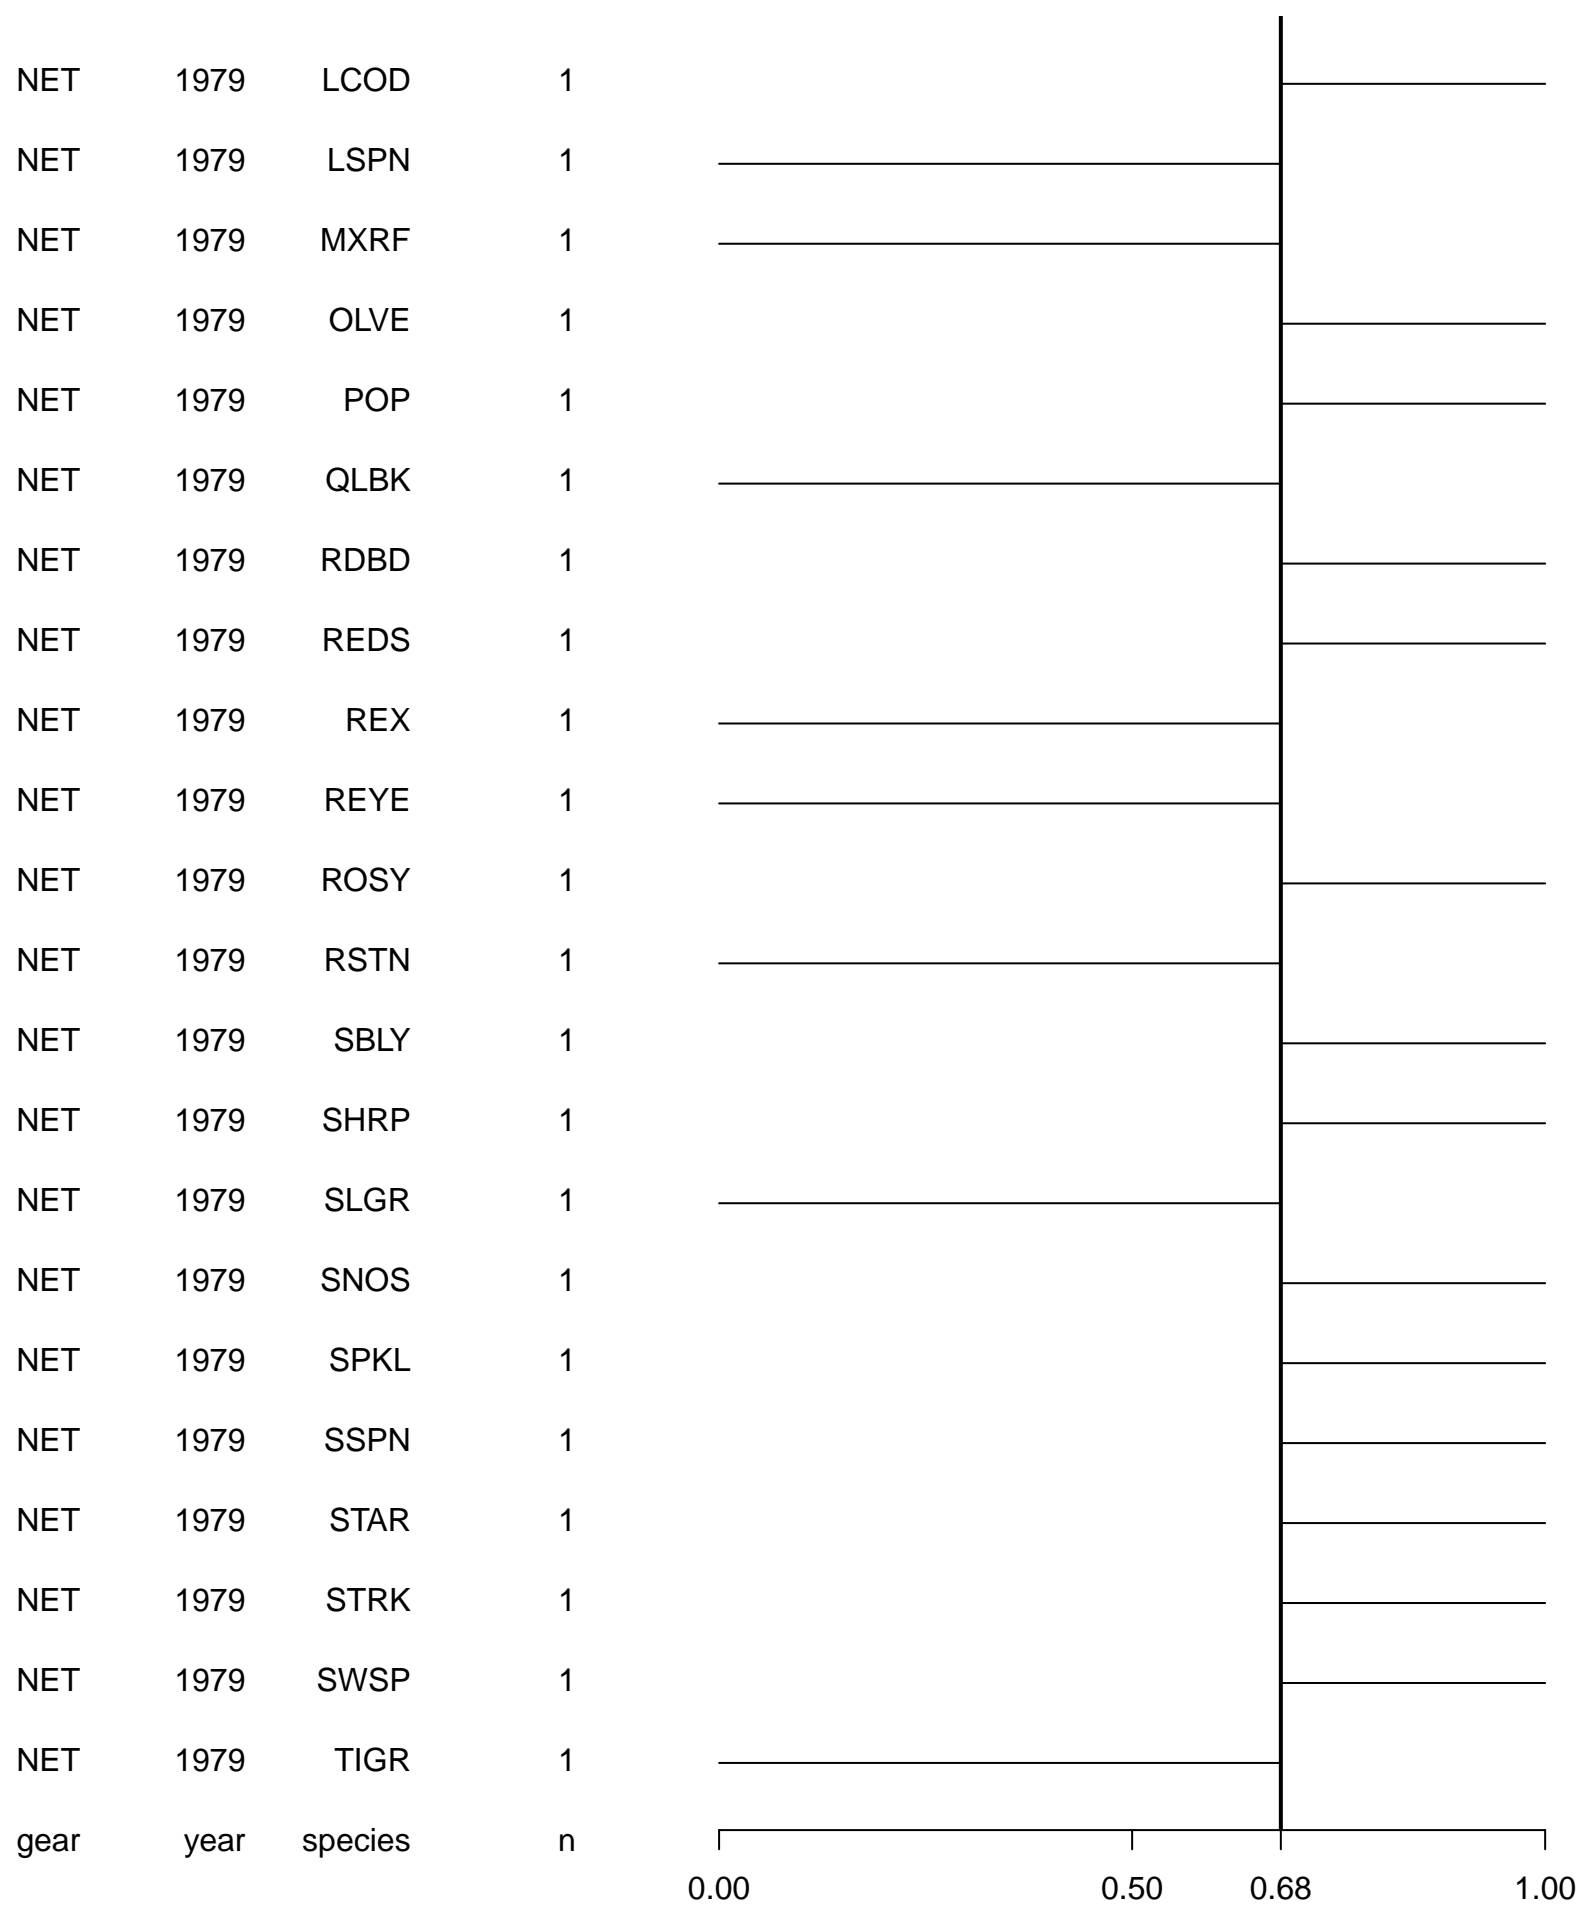 NET 1979 LCOD 1
NET 1979 LSPN 1
NET 1979 MXRF 1
NET 1979 OLVE 1
NET 1979 POP 1
NET 1979 QLBK 1
NET 1979 RDBD 1
NET 1979 REDS 1
NET 1979 REX 1
NET 1979 REYE 1
NET 1979 ROSY 1
NET 1979 RSTN 1
NET 1979 SBLY 1
NET 1979 SHRP 1
NET 1979 SLGR 1
NET 1979 SNOS 1
NET 1979 SPKL 1
NET 1979 SSPN 1
NET 1979 STAR 1
NET 1979 STRK 1
NET 1979 SWSP 1
NET 1979 TIGR 1
gear year species n
0.00 0.50 0.68 1.00